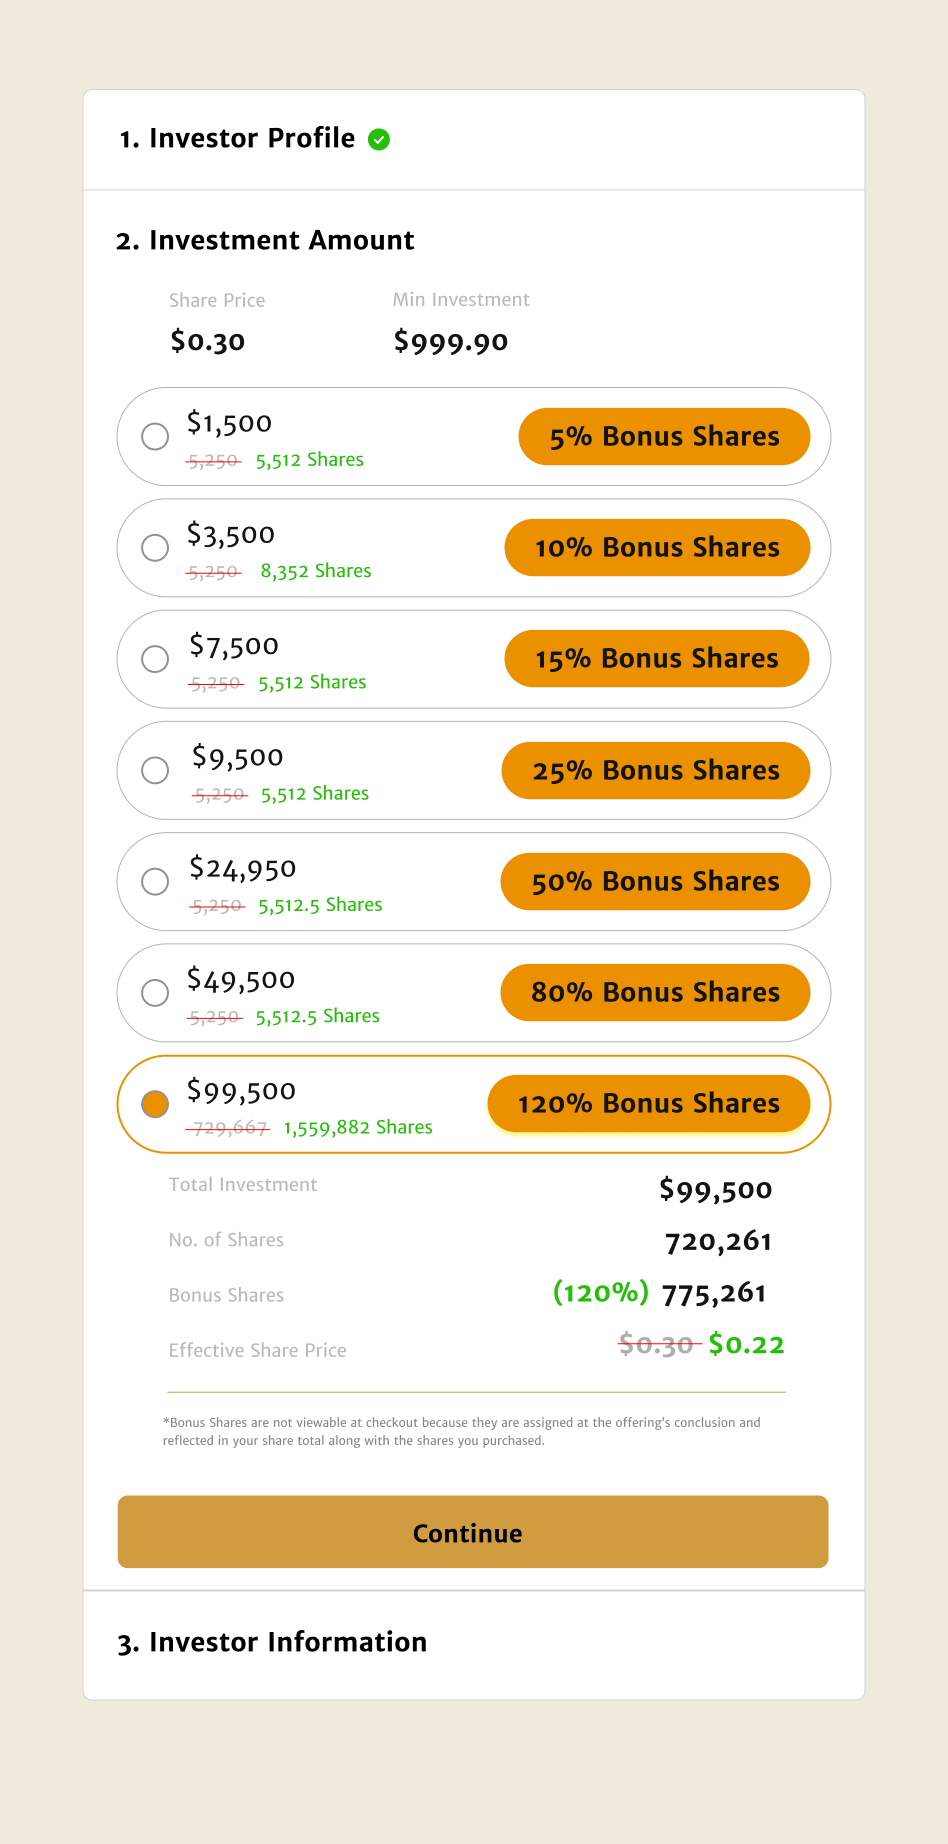 1. Investor Profile
2. Investment Amount
Share Price
Min Investment
$0.30
$999.90
$1,500
5% Bonus Shares
5,250 5,512 Shares
$3,500
10% Bonus Shares
5,250 8,352 Shares
$7,500
15% Bonus Shares
5,250 5,512 Shares
$9,500
25% Bonus Shares
5,250 5,512 Shares
$24,950
50% Bonus Shares
5,250 5,512.5 Shares
$49,500
80% Bonus Shares
5,250 5,512.5 Shares
$99,500
120% Bonus Shares
729,667 1,559,882 Shares
Total Investment $99,500
No. of Shares 720,261
Bonus Shares (120%) 775,261
Effective Share Price $0.30 $0.22
*Bonus Shares are not viewable at checkout because they are assigned at the offering's conclusion and
reflected in your share total along with the shares you purchased.
Continue
3. Investor Information